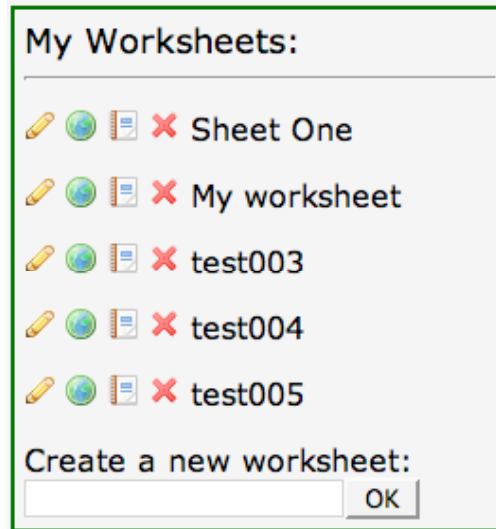 My Worksheets:
Sheet One
My worksheet
test003
test004
test005
Create a new worksheet:
OK